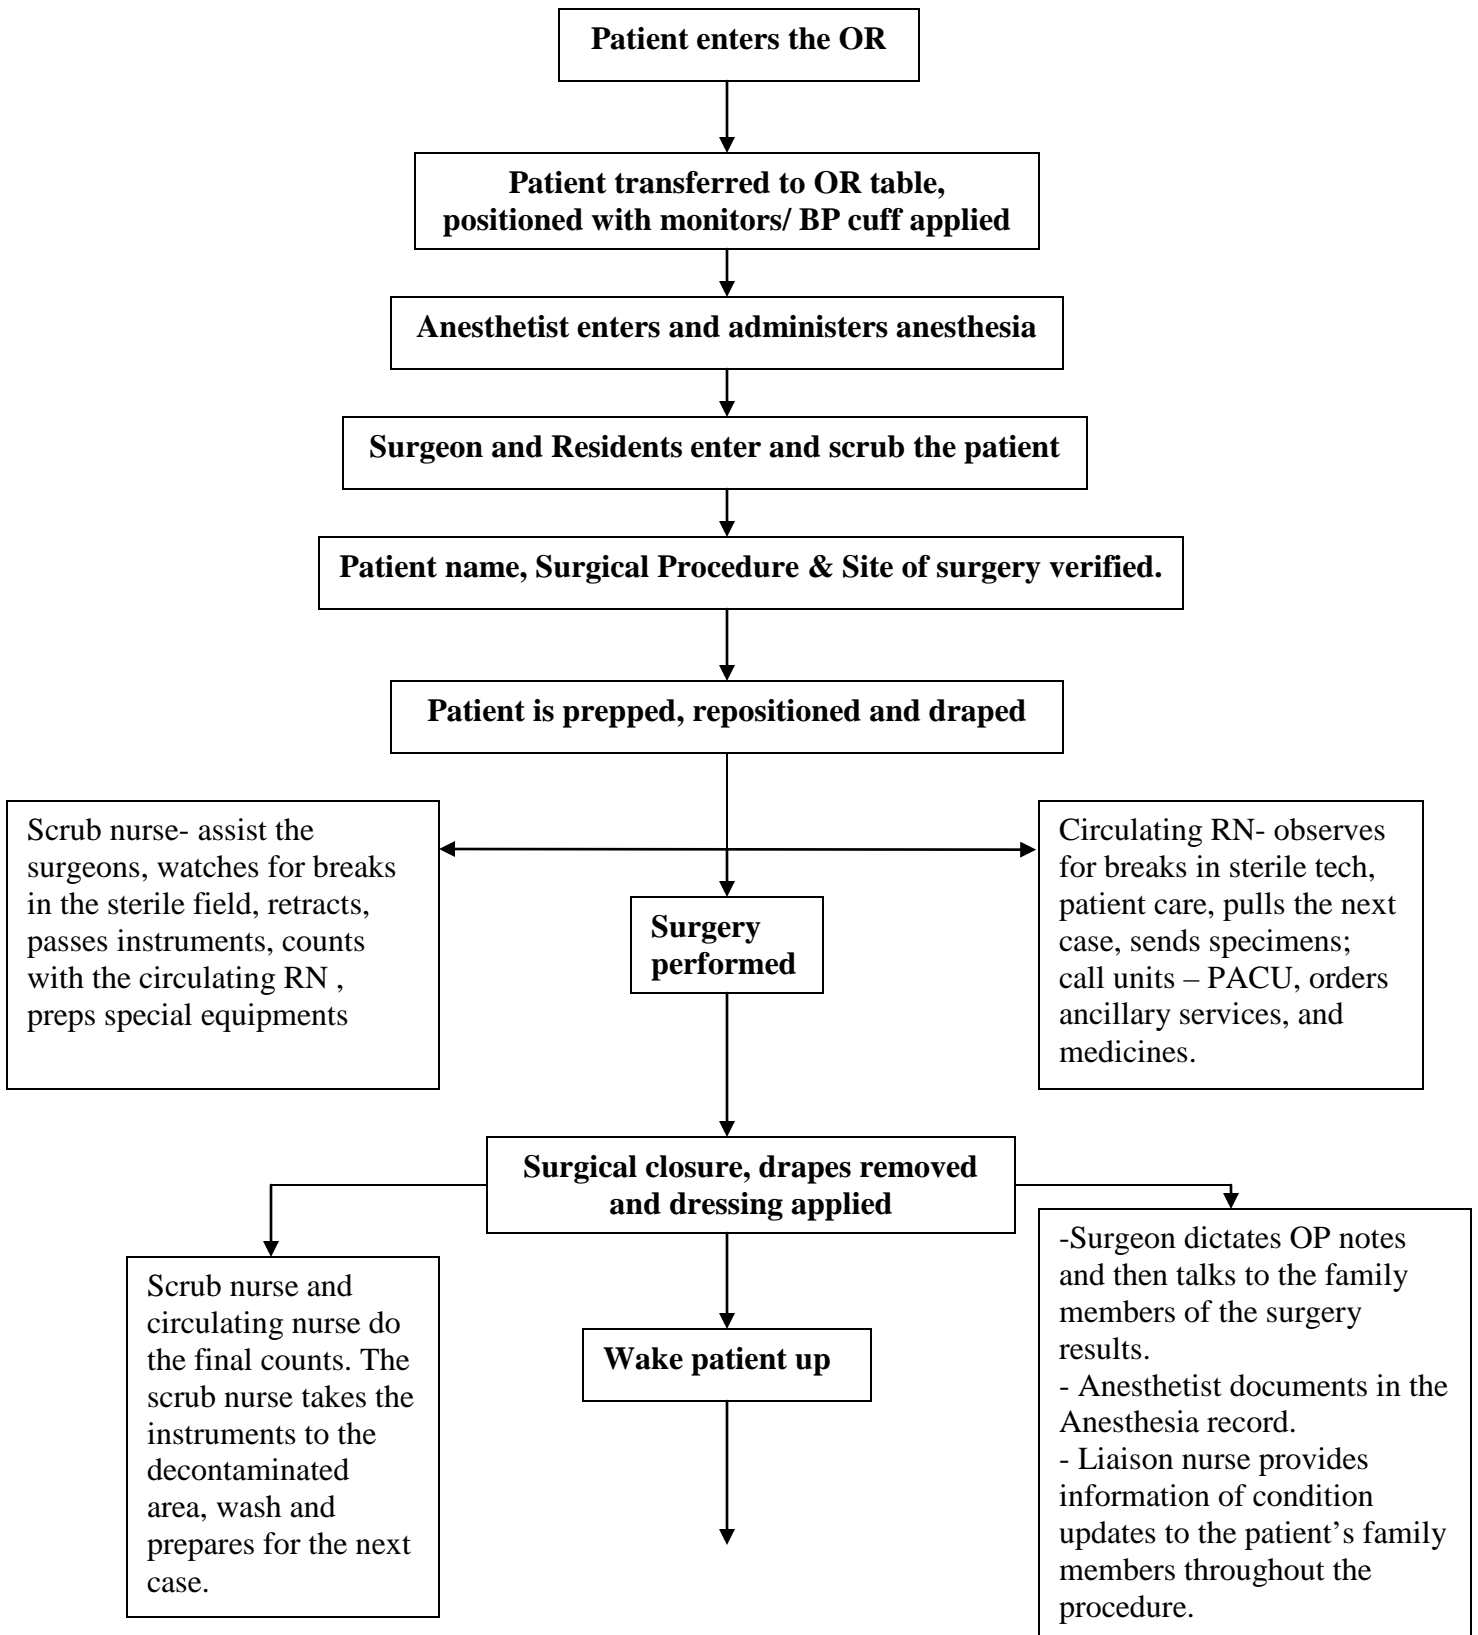 Patient enters the OR
Patient transferred to OR table,
positioned with monitors/ BP cuff applied
Anesthetist enters and administers anesthesia
Surgeon and Residents enter and scrub the patient
Patient name, Surgical Procedure & Site of surgery verified.
Patient is prepped, repositioned and draped
Scrub nurse- assist the
surgeons, watches for breaks
in the sterile field, retracts,
passes instruments, counts
with the circulating RN ,
preps special equipments
Surgery
performed
Circulating RN- observes
for breaks in sterile tech,
patient care, pulls the next
case, sends specimens;
call units – PACU, orders
ancillary services, and
medicines.
Surgical closure, drapes removed
and dressing applied
Scrub nurse and
circulating nurse do
the final counts. The
scrub nurse takes the
instruments to the
decontaminated
area, wash and
prepares for the next
case.
Wake patient up
-Surgeon dictates OP notes
and then talks to the family
members of the surgery
results.
- Anesthetist documents in the
Anesthesia record.
- Liaison nurse provides
information of condition
updates to the patient’s family
members throughout the
procedure.